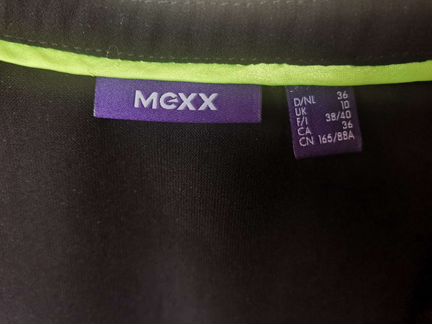 MEXX
D/NL 36
UK 10
F/I 38/40
CA 36
CN 165/88A